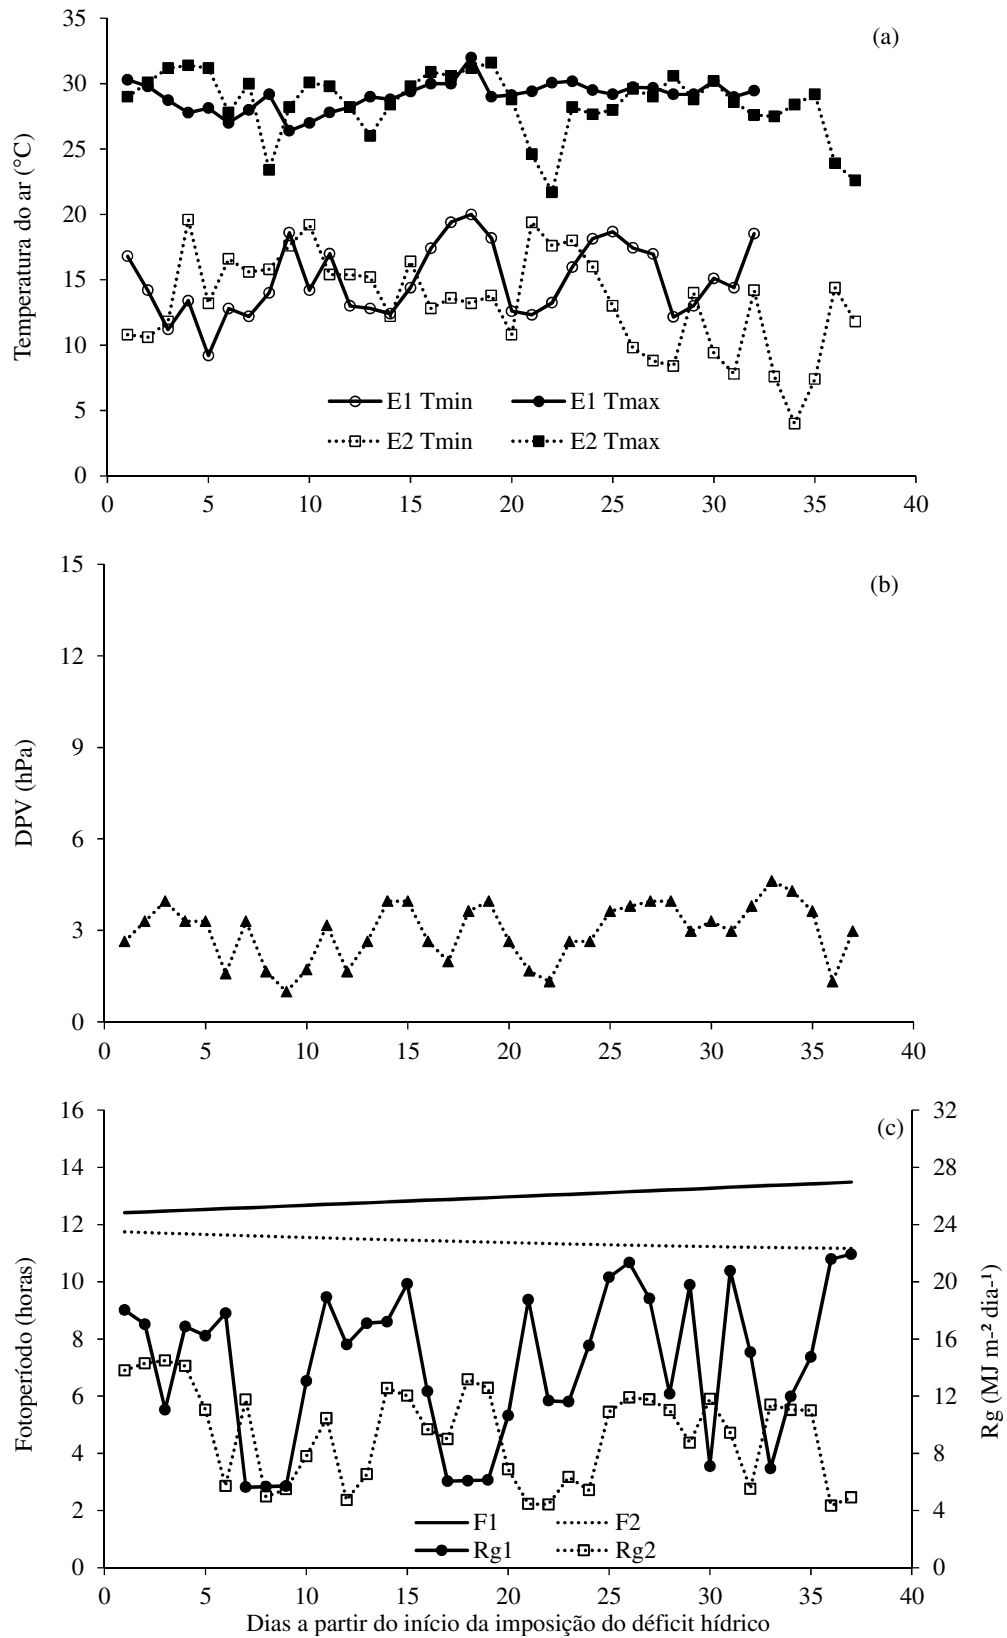 35
(a)
30
25
20
15
10
5
0
Temperatura do ar (°C)
E1 Tmin
E1 Tmax
E2 Tmin
E2 Tmax
0 5 10 15 20 25 30 35 40
15
(b)
12
9
6
3
0
DPV (hPa)
0 5 10 15 20 25 30 35 40
16 32
(c)
14 28
12 24
10 20
8 16
6 12
4 8
2 4
0 0
Fotoperíodo (horas)
Rg (MJ m-² dia-¹)
F1 F2
Rg1 Rg2
0 5 10 15 20 25 30 35 40
Dias a partir do início da imposição do déficit hídrico